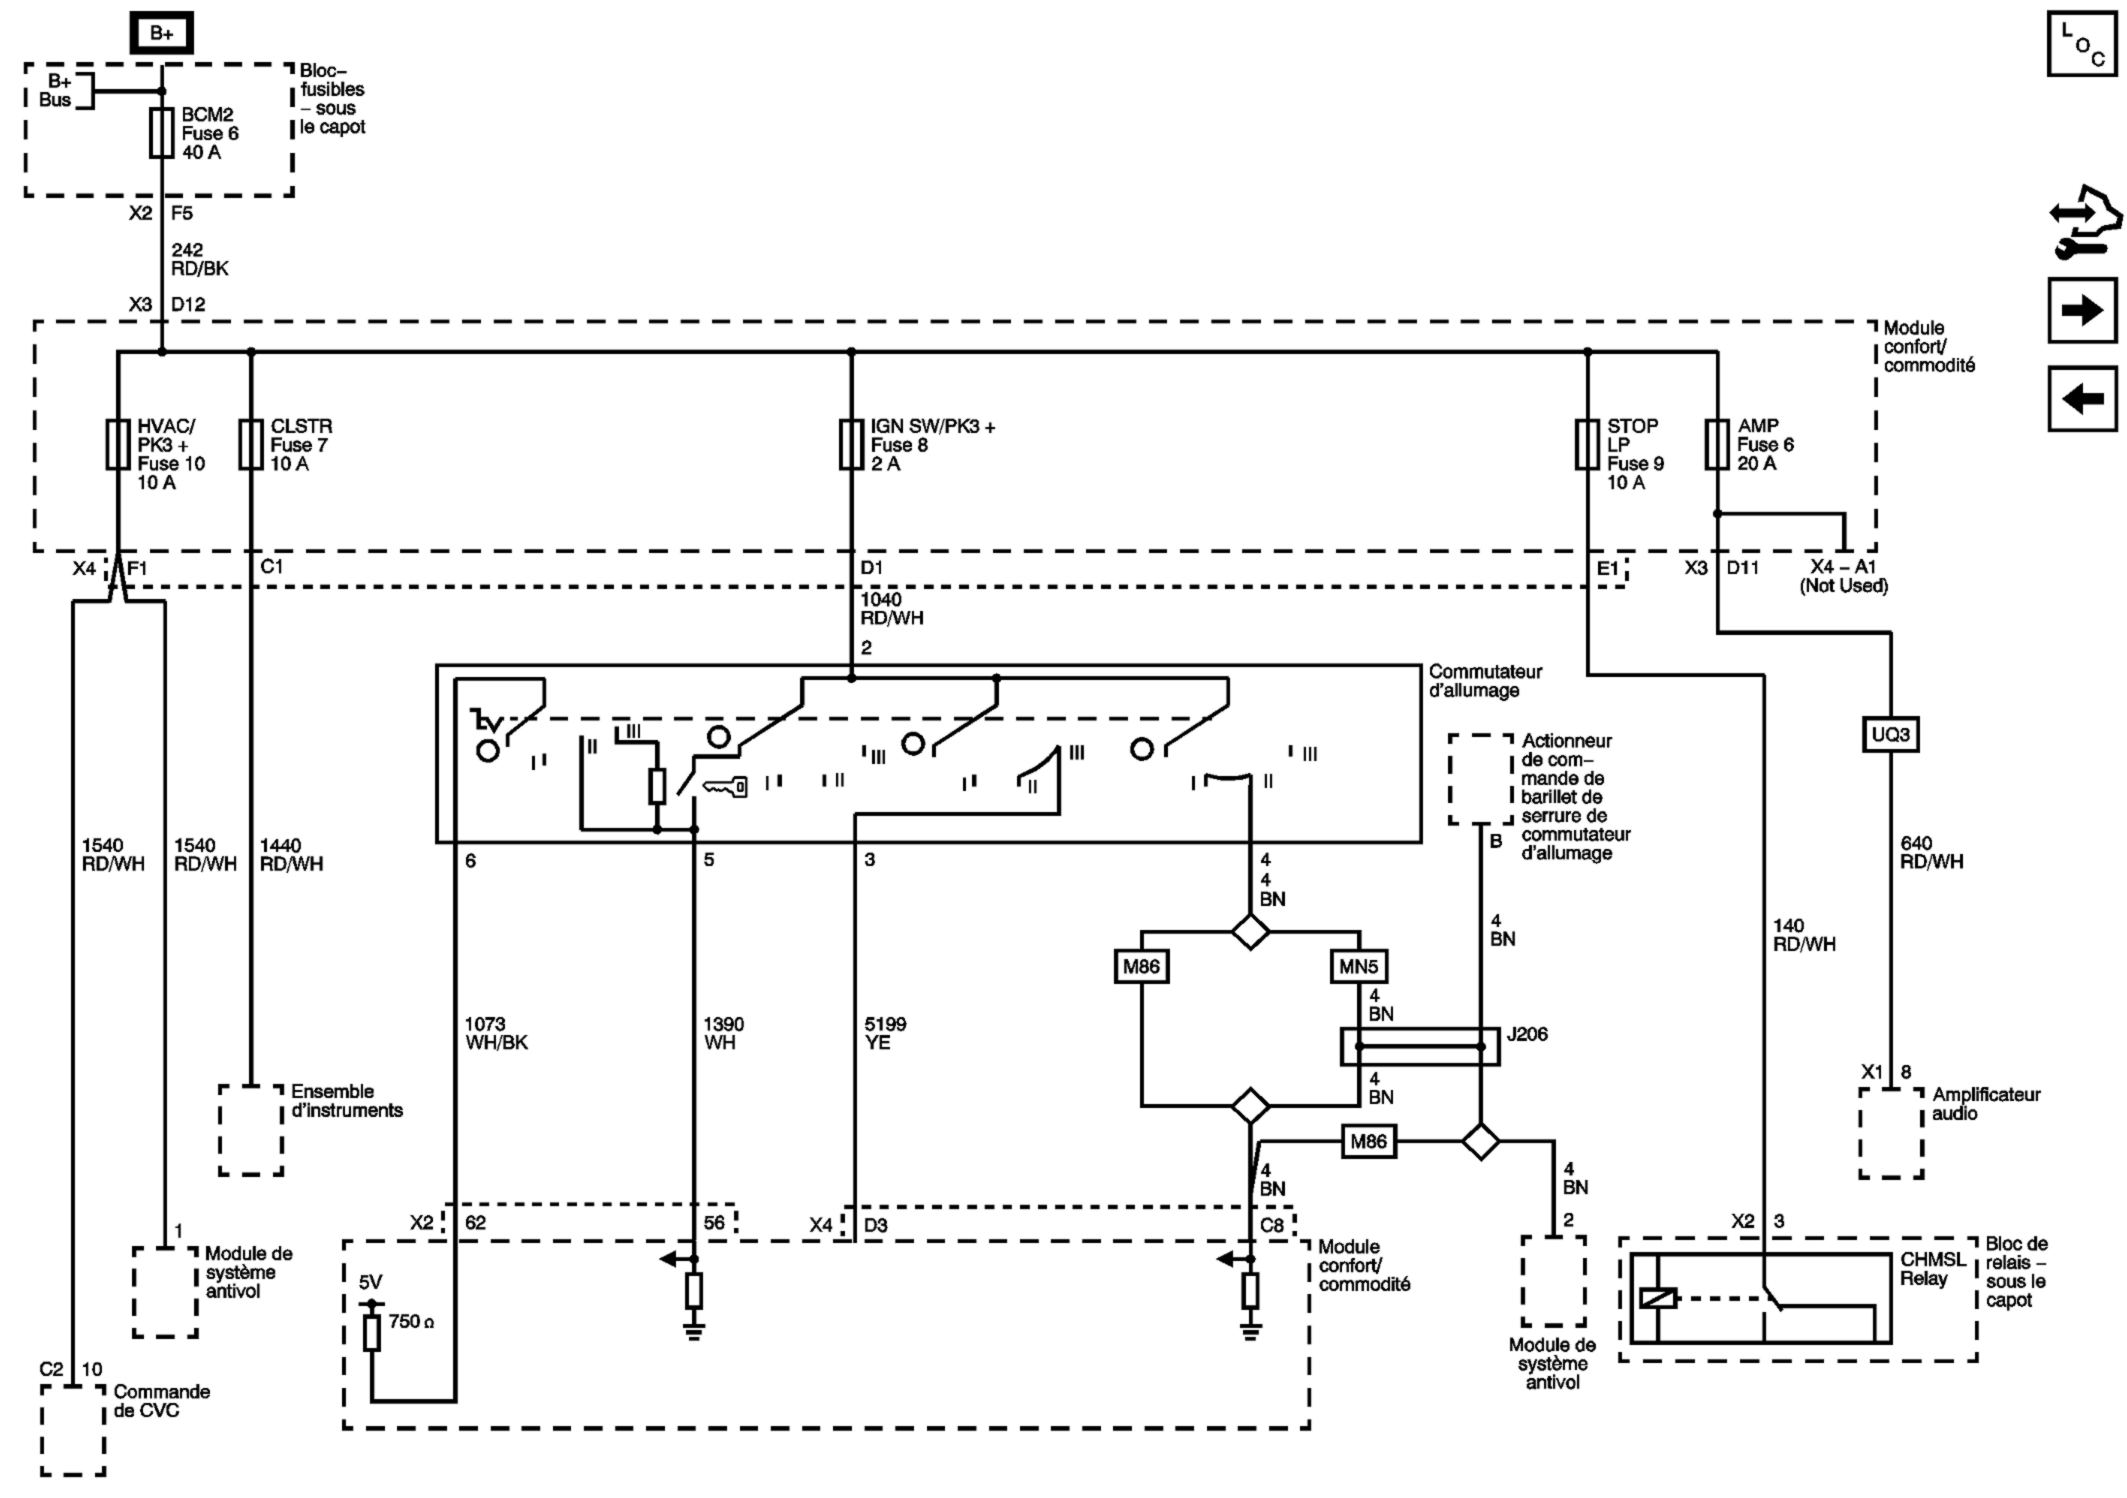 B+
L
O
C
B+
Bus
Bloc–
fusibles
– sous
le capot
BCM2
Fuse 6
40 A
X2 F5
242
RD/BK
X3 D12
Module
confort/
commodité
HVAC/
PK3 +
Fuse 10
10 A
CLSTR
Fuse 7
10 A
IGN SW/PK3 +
Fuse 8
2 A
STOP
LP
Fuse 9
10 A
AMP
Fuse 6
20 A
X4 F1
C1
D1
E1
X3 D11
X4 – A1
(Not Used)
1040
RD/WH
2
Commutateur
d'allumage
I
II
III
I
II
III
I
II
III
I
II
III
Actionneur
de com–
mande de
barillet de
serrure de
commutateur
d'allumage
B
UQ3
1540
RD/WH
1540
RD/WH
1440
RD/WH
6
5
3
4
4
BN
640
RD/WH
4
BN
140
RD/WH
M86
MN5
4
BN
1073
WH/BK
1390
WH
5199
YE
J206
4
BN
X1 8
Ensemble
d'instruments
Amplificateur
audio
M86
4
BN
4
BN
1
X2 62
56
X4 D3
C8
2
X2 3
Module de
système
antivol
5V
750 Ω
Module
confort/
commodité
Module de
système
antivol
CHMSL
Relay
Bloc de
relais –
sous le
capot
C2 10
Commande
de CVC